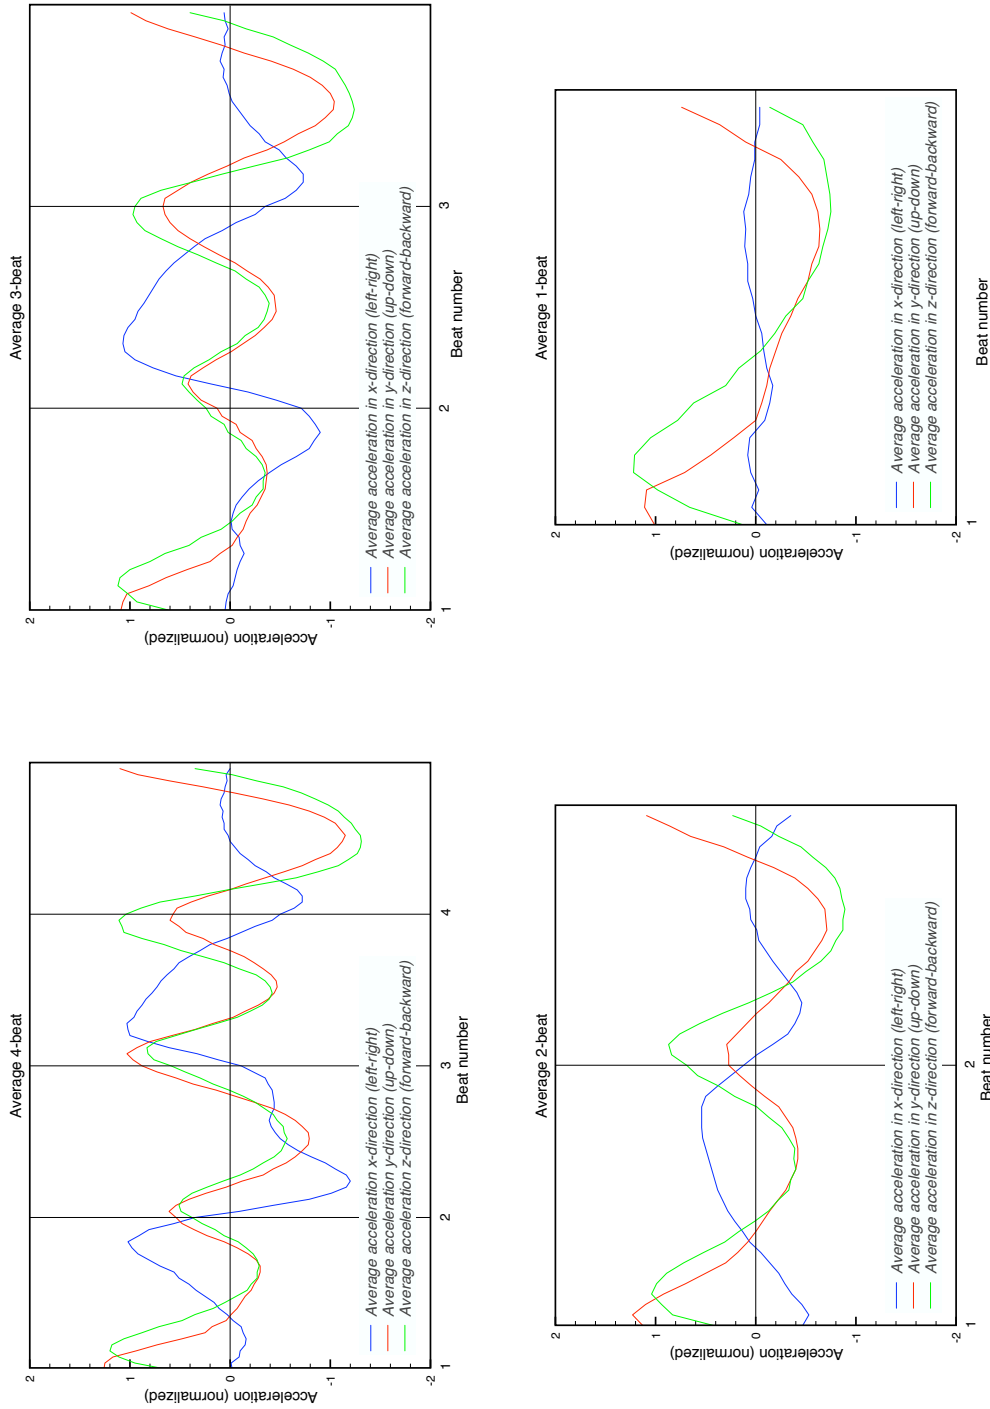 Average 4-beat
2
1
0
-1
-2
Acceleration (normalized)
Average acceleration x-direction (left-right)
Average acceleration y-direction (up-down)
Average acceleration z-direction (forward-backward)
1
2
3
4
Beat number
Average 3-beat
2
1
0
-1
-2
Acceleration (normalized)
Average acceleration in x-direction (left-right)
Average acceleration in y-direction (up-down)
Average acceleration in z-direction (forward-backward)
1
2
3
Beat number
Average 2-beat
2
1
0
-1
-2
Acceleration (normalized)
Average acceleration in x-direction (left-right)
Average acceleration in y-direction (up-down)
Average acceleration in z-direction (forward-backward)
1
2
Beat number
Average 1-beat
2
1
0
-1
-2
Acceleration (normalized)
Average acceleration in x-direction (left-right)
Average acceleration in y-direction (up-down)
Average acceleration in z-direction (forward-backward)
1
Beat number